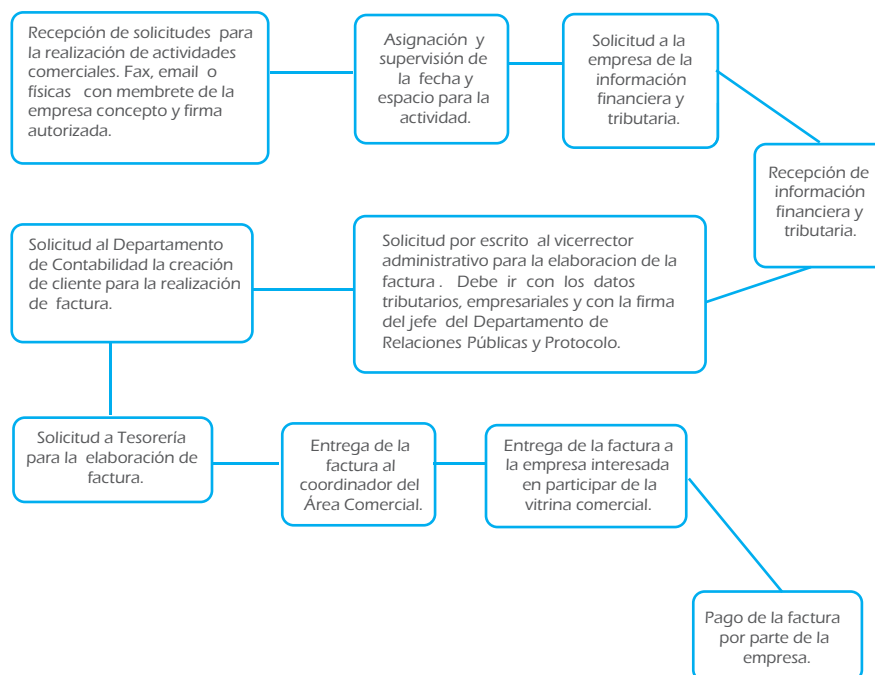 Recepción de solicitudes para
la realización de actividades
comerciales. Fax, email o
físicas con membrete de la
empresa concepto y firma
autorizada.
Asignación y
supervisión de
la fecha y
espacio para la
actividad.
Solicitud a la
empresa de la
información
financiera y
tributaria.
Recepción de
información
financiera y
tributaria.
Solicitud por escrito al vicerrector
administrativo para la elaboracion de la
factura . Debe ir con los datos
tributarios, empresariales y con la firma
del jefe del Departamento de
Relaciones Públicas y Protocolo.
Solicitud al Departamento
de Contabilidad la creación
de cliente para la realización
de factura.
Solicitud a Tesorería
para la elaboración de
factura.
Entrega de la
factura al
coordinador del
Área Comercial.
Entrega de la factura a
la empresa interesada
en participar de la
vitrina comercial.
Pago de la factura
por parte de la
empresa.